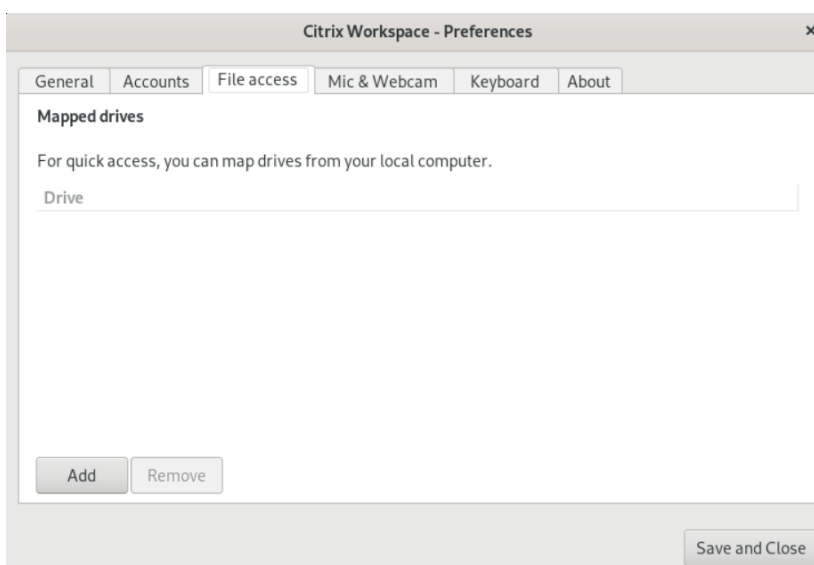 Citrix Workspace - Preferences ×
General Accounts File access Mic & Webcam Keyboard About
Mapped drives
For quick access, you can map drives from your local computer.
Drive
Add Remove
Save and Close